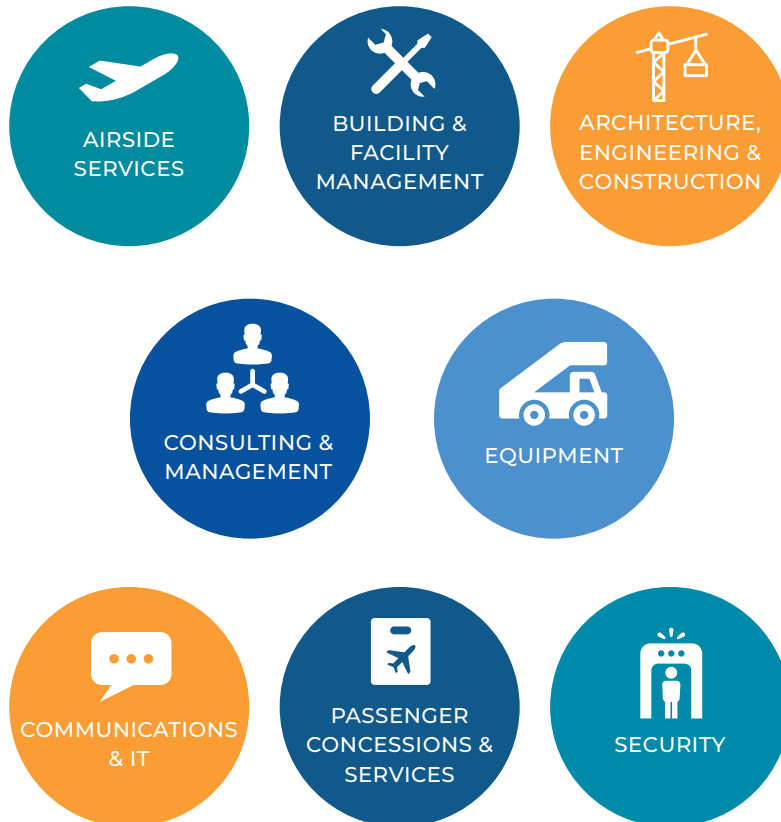 AIRSIDE
SERVICES
BUILDING &
FACILITY
MANAGEMENT
ARCHITECTURE,
ENGINEERING &
CONSTRUCTION
CONSULTING &
MANAGEMENT
EQUIPMENT
COMMUNICATIONS
& IT
PASSENGER
CONCESSIONS &
SERVICES
SECURITY